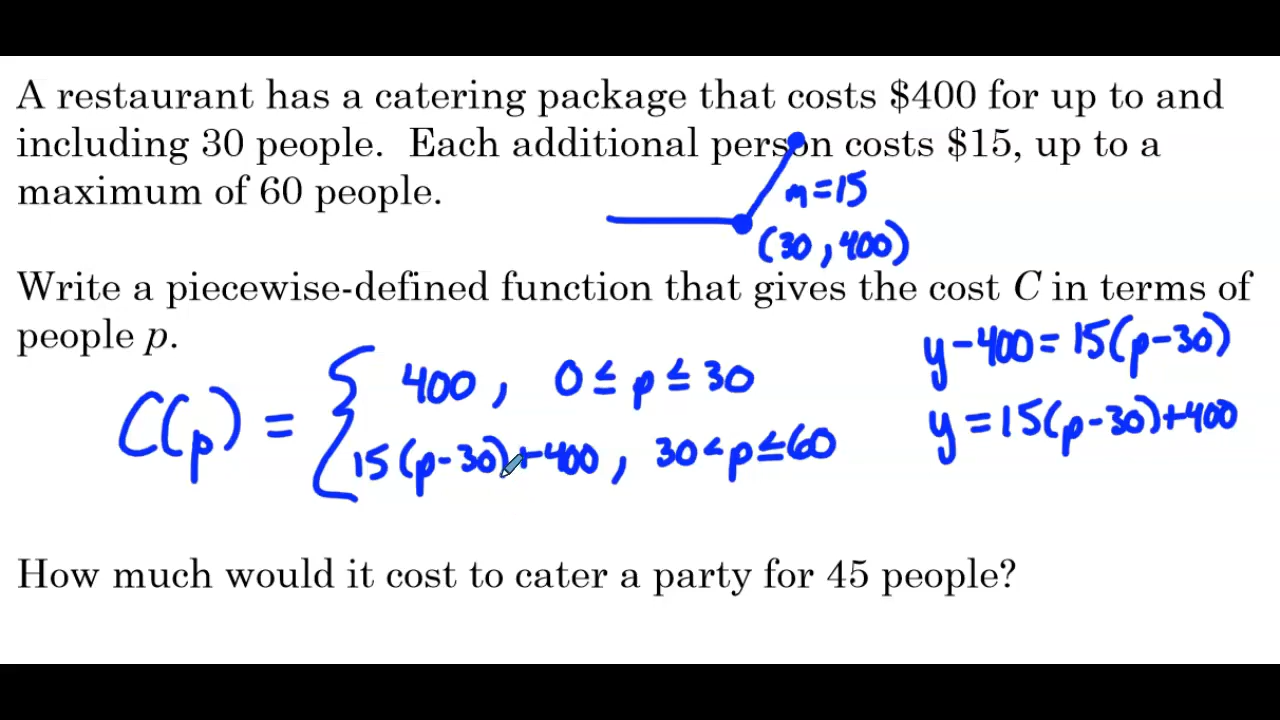 A restaurant has a catering package that costs $400 for up to and
including 30 people. Each additional person costs $15, up to a
maximum of 60 people.
m=15
(30, 400)
Write a piecewise-defined function that gives the cost C in terms of
people p.
y-400=15(p-30)
y=15(p-30)+400
C(p) = {
400, 0≤p≤30
15(p-30)+400, 30<p≤60
How much would it cost to cater a party for 45 people?